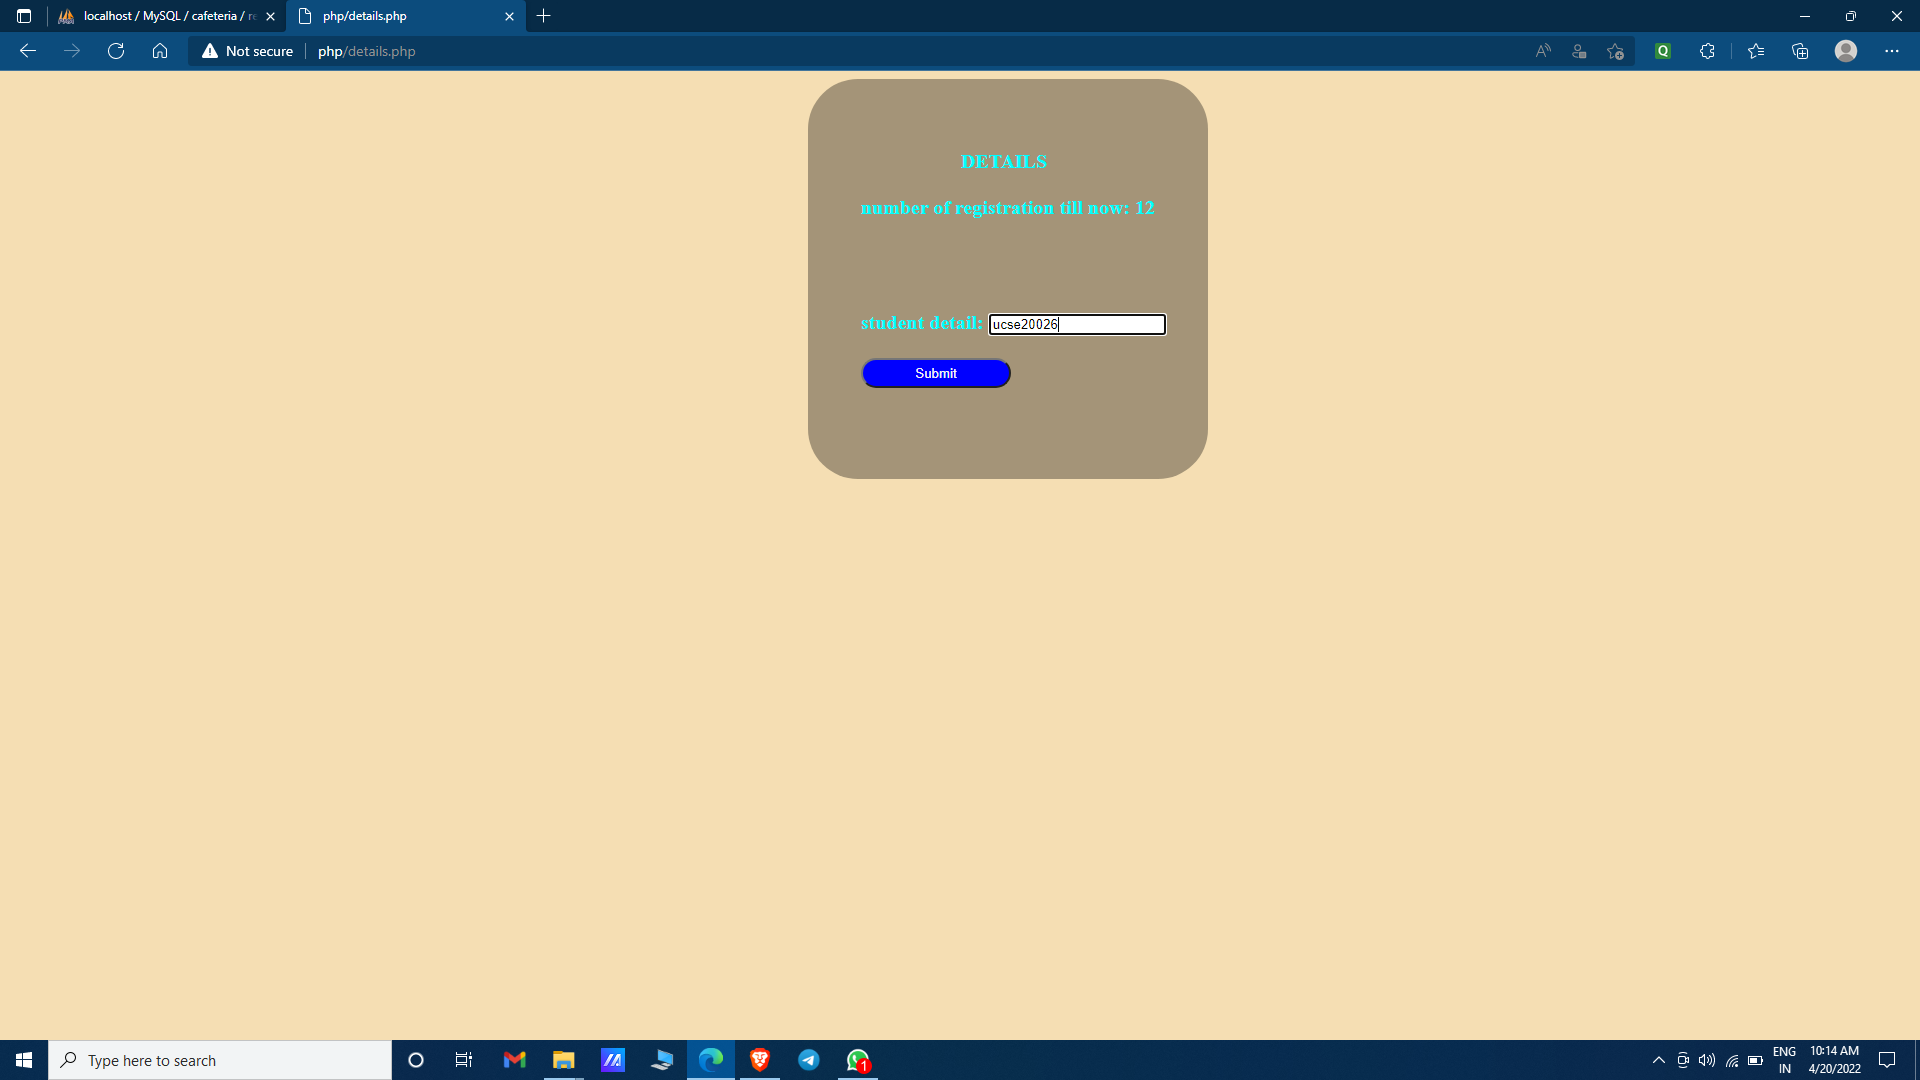 localhost / MySQL / cafeteria / re
php/details.php
Not secure
php/details.php
DETAILS
number of registration till now: 12
student detail: ucse20026
Submit
Type here to search
1
ENG
IN
10:14 AM
4/20/2022